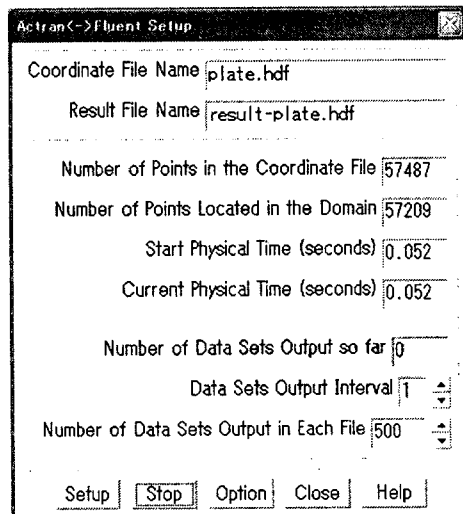 Actran<->Fluent Setup
Coordinate File Name plate.hdf
Result File Name result-plate.hdf
Number of Points in the Coordinate File 57487
Number of Points Located in the Domain 57209
Start Physical Time (seconds) 0.052
Current Physical Time (seconds) 0.052
Number of Data Sets Output so far 0
Data Sets Output Interval 1
Number of Data Sets Output in Each File 500
Setup Stop Option Close Help